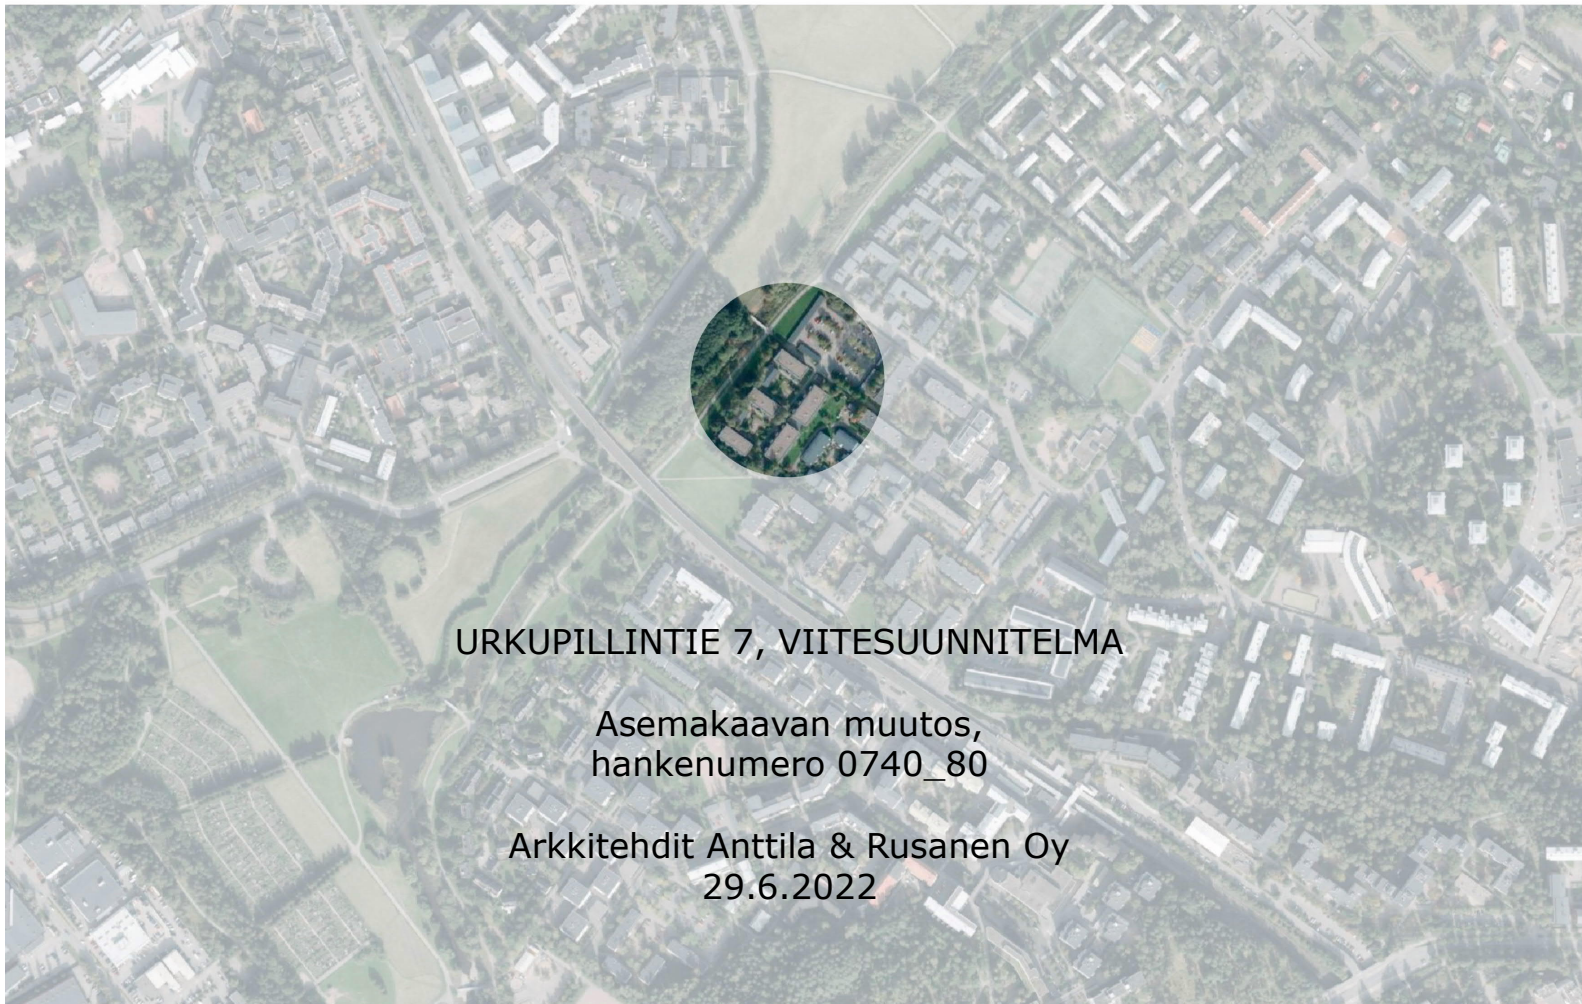 URKUPILLINTIE 7, VIITESUUNNITELMA
Asemakaavan muutos,
hankenumero 0740_80
Arkkitehdit Anttila & Rusanen Oy
29.6.2022